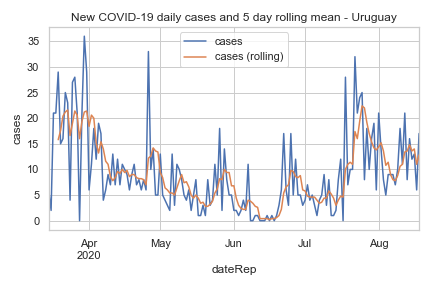 New COVID-19 daily cases and 5 day rolling mean - Uruguay
cases
cases (rolling)
35
30
25
20
15
10
5
0
cases
Apr
2020
May
Jun
Jul
Aug
dateRep